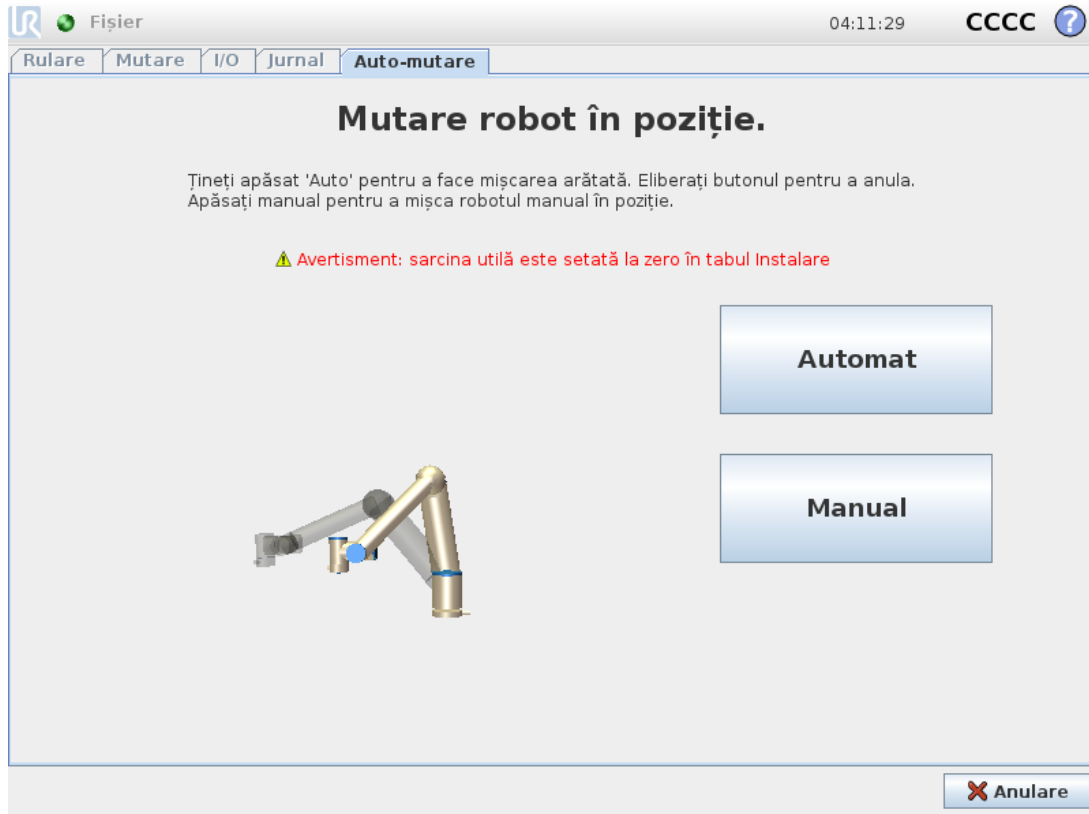 UR Fișier 04:11:29 CCCC ?
Rulare Mutare I/O Jurnal Auto-mutare
Mutare robot în poziție.
Țineți apăsat 'Auto' pentru a face mișcarea arătată. Eliberați butonul pentru a anula.
Apăsați manual pentru a mișca robotul manual în poziție.
Avertisment: sarcina utilă este setată la zero în tabul Instalare
Automat
Manual
Anulare